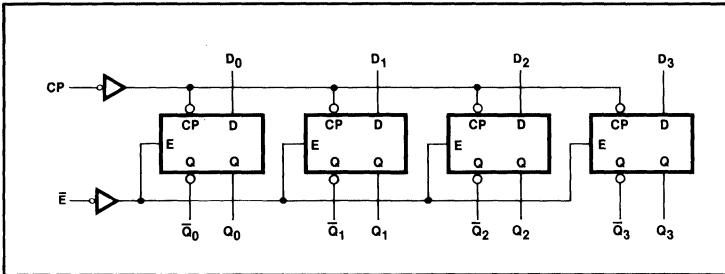 D₀ D₁ D₂ D₃
CP
CP D CP D CP D CP D
E E E E
Q Q Q Q Q Q Q Q
E̅
Q̅₀ Q₀ Q̅₁ Q₁ Q̅₂ Q₂ Q̅₃ Q₃